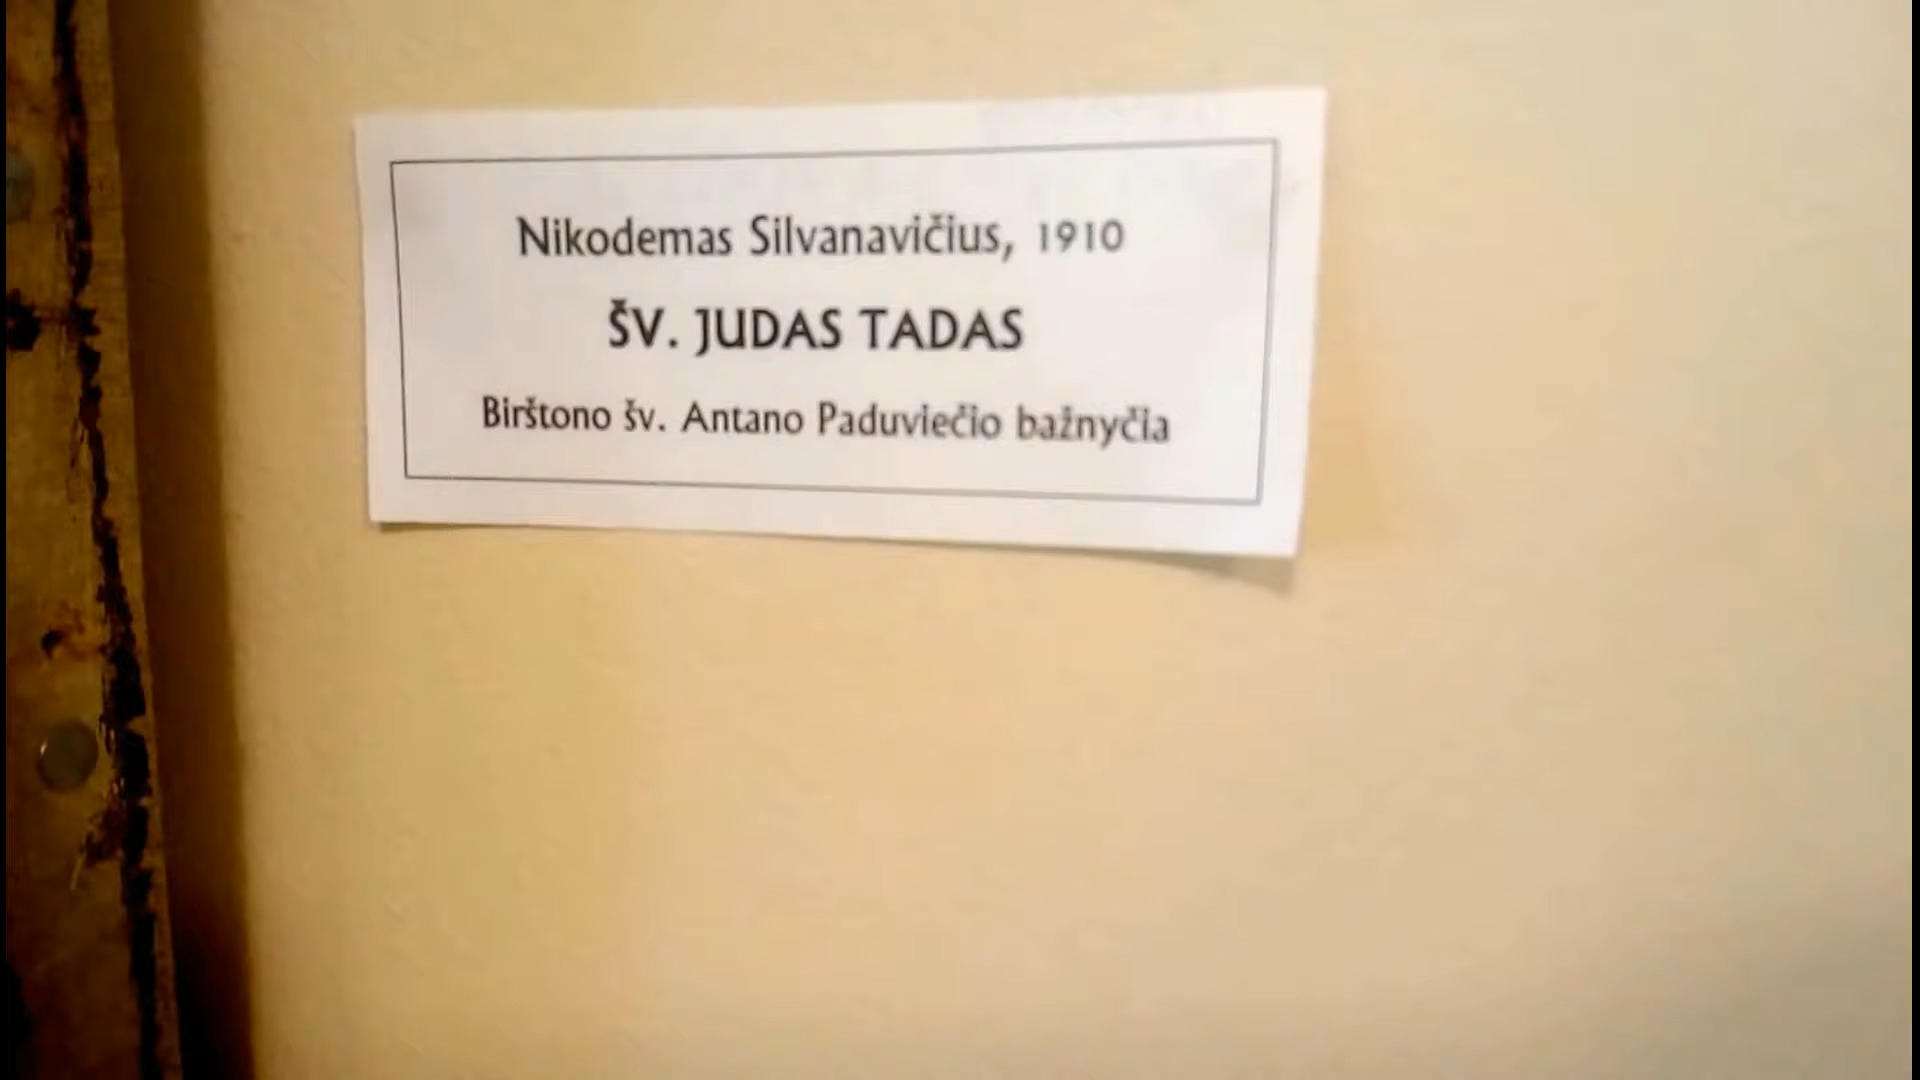 Nikodemas Silvanavičius, 1910
ŠV. JUDAS TADAS
Birštono šv. Antano Paduviečio bažnyčia